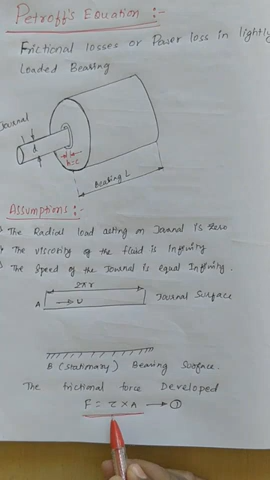 Petroff's Equation :-
Frictional losses or Power loss in lightly
Loaded Bearing
Journal
d
h=c
Bearing L
Assumptions :-
The Radial load acting on Journal is zero
The viscosity of the fluid is Infinity
The Speed of the Journal is equal Infinity.
2πr
A
U
Journal Surface
B (stationary) Bearing Surface.
The frictional force Developed
F = τ × A → ①